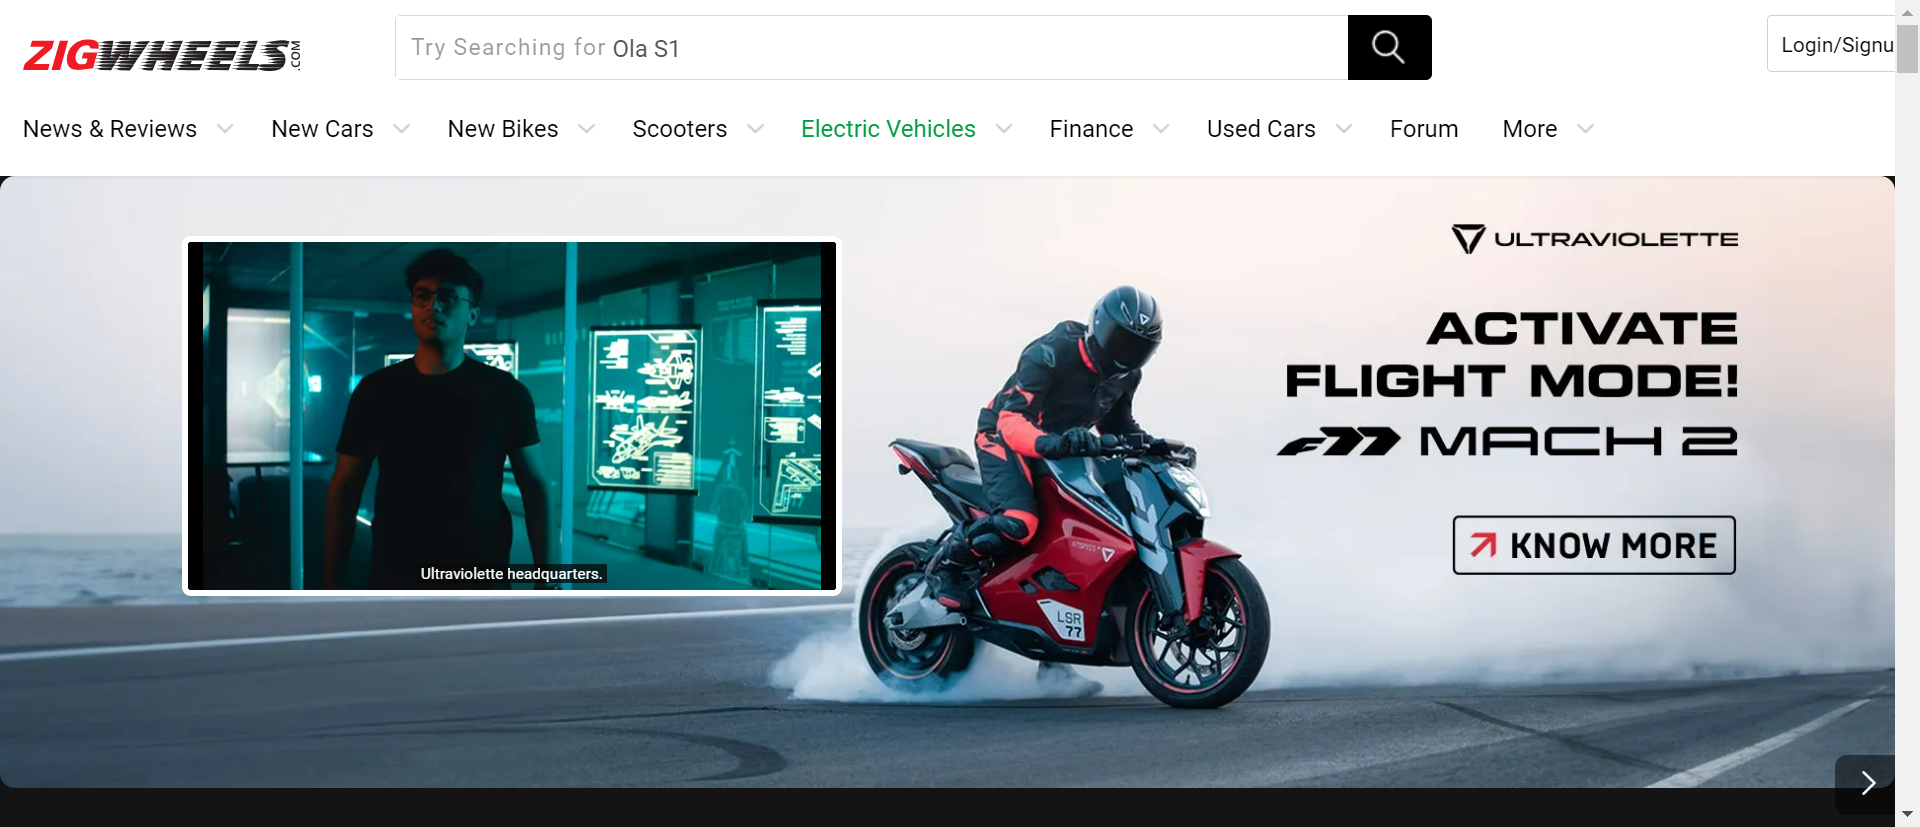 ZIGWHEELS.COM
Try Searching for Ola S1
Login/Signu
News & Reviews
New Cars
New Bikes
Scooters
Electric Vehicles
Finance
Used Cars
Forum
More
ULTRAVIOLETTE
ACTIVATE
FLIGHT MODE!
F77 MACH 2
KNOW MORE
Ultraviolette headquarters.
LSR
77